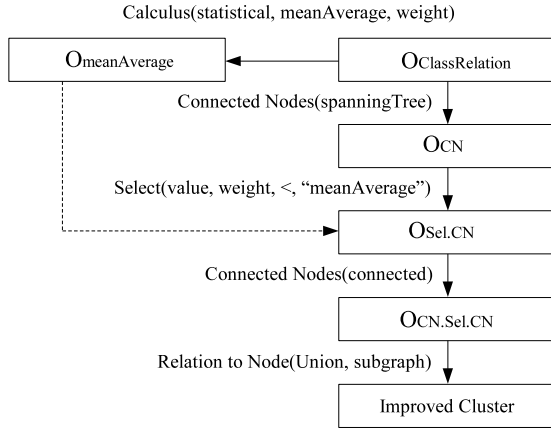 Calculus(statistical, meanAverage, weight)
OmeanAverage
OClassRelation
Connected Nodes(spanningTree)
OCN
Select(value, weight, <, “meanAverage”)
OSel.CN
Connected Nodes(connected)
OCN.Sel.CN
Relation to Node(Union, subgraph)
Improved Cluster